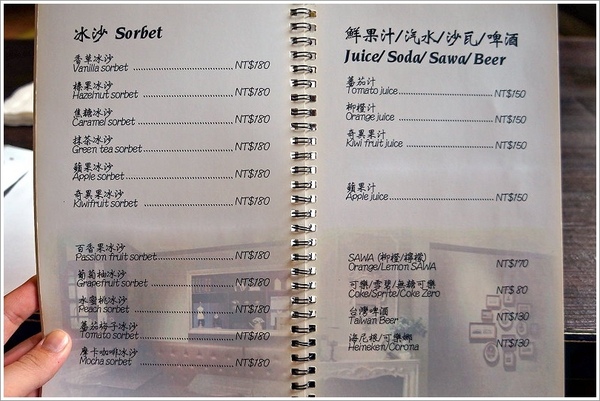 冰沙 Sorbet
香草冰沙
Vanilla sorbet NT$180
榛果冰沙
Hazelnut sorbet NT$180
焦糖冰沙
Caramel sorbet NT$180
抹茶冰沙
Green tea sorbet NT$180
蘋果冰沙
Apple sorbet NT$180
奇異果冰沙
Kiwifruit sorbet NT$180
百香果冰沙
Passion fruit sorbet NT$180
葡萄柚冰沙
Grapefruit sorbet NT$180
水蜜桃冰沙
Peach sorbet NT$180
蕃茄梅子冰沙
Tomato sorbet NT$180
摩卡咖啡冰沙
Mocha sorbet NT$180
鮮果汁/汽水/沙瓦/啤酒
Juice/ Soda/ Sawa/ Beer
蕃茄汁
Tomato juice NT$150
柳橙汁
Orange juice NT$150
奇異果汁
Kiwi fruit juice NT$150
蘋果汁
Apple juice NT$150
SAWA (柳橙/檸檬)
Orange/Lemon SAWA NT$170
可樂/雪碧/無糖可樂
Coke/Sprite/Coke Zero NT$ 80
台灣啤酒
Taiwan Beer NT$130
海尼根/可樂娜
Heineken/Corona NT$130